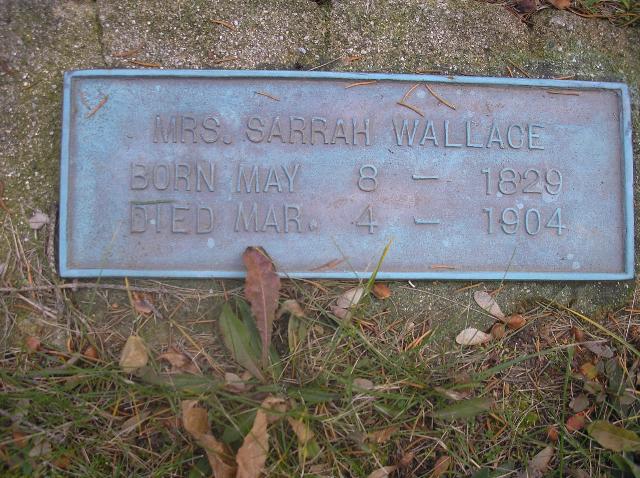 MRS. SARRAH WALLACE
BORN MAY 8 – 1829
DIED MAR. 4 – 1904